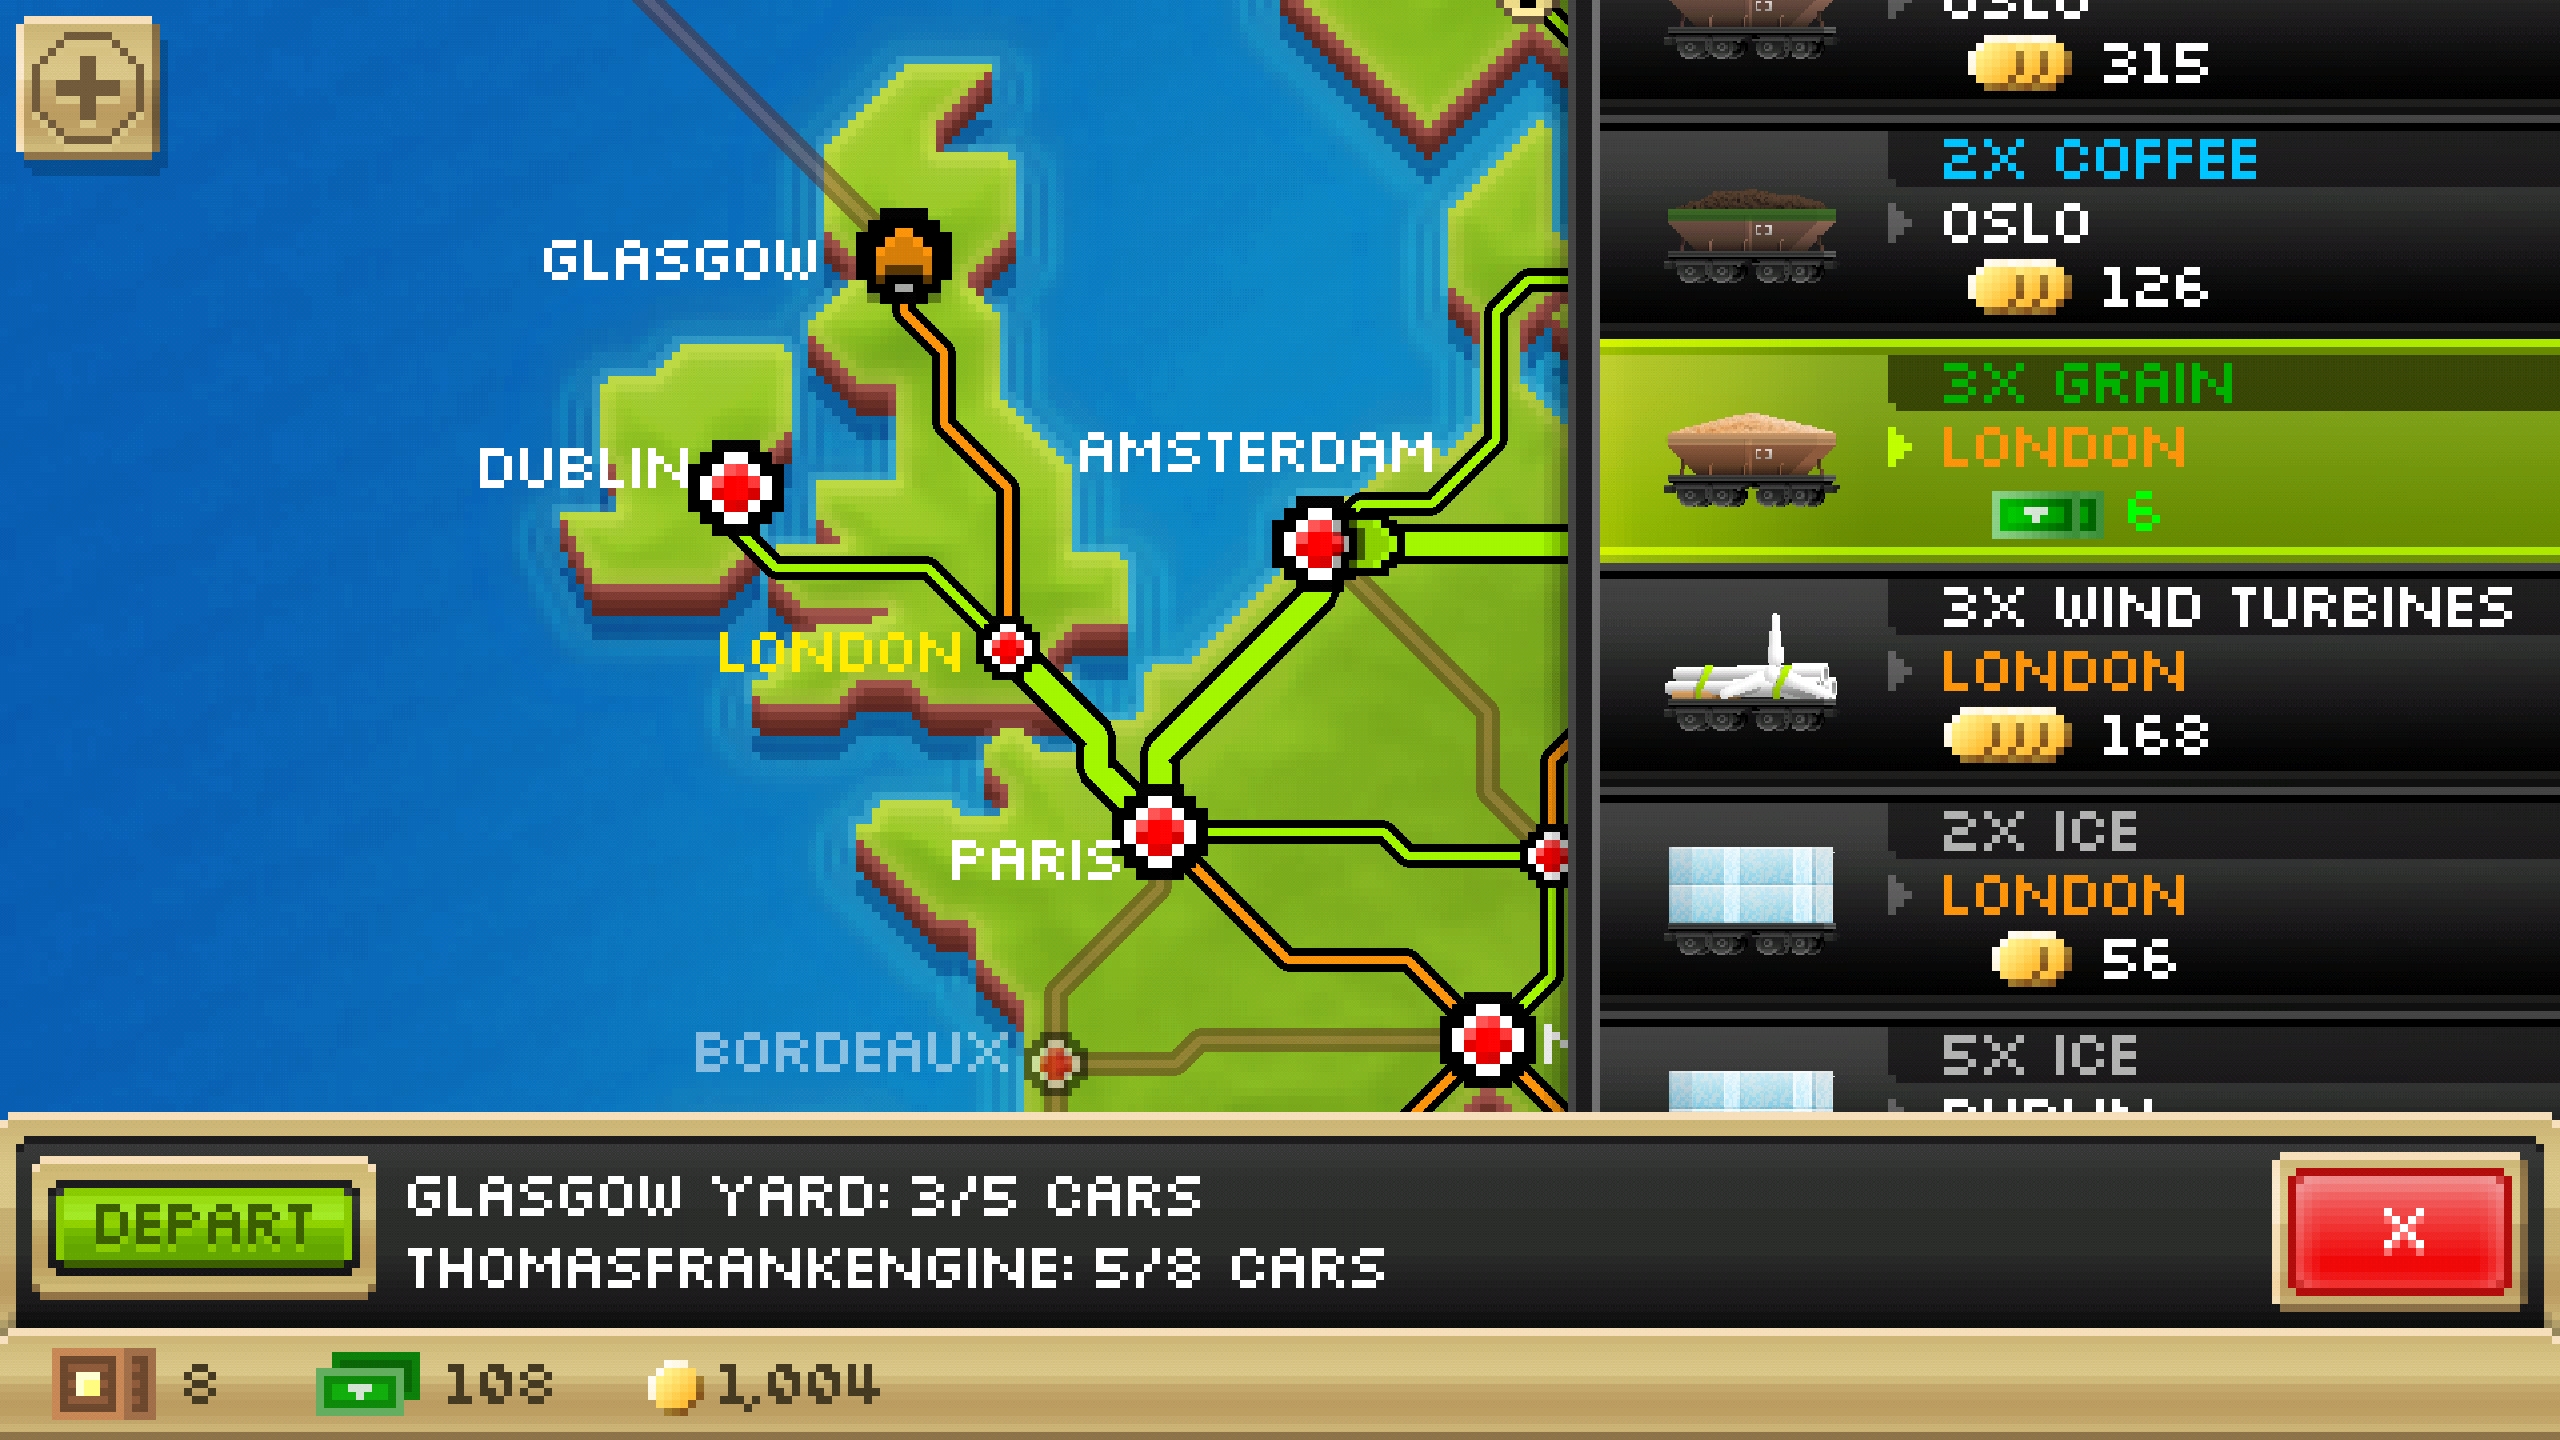 GLASGOW
DUBLIN
AMSTERDAM
LONDON
PARIS
BORDEAUX
OSLO
315
2X COFFEE
OSLO
126
3X GRAIN
LONDON
6
3X WIND TURBINES
LONDON
168
2X ICE
LONDON
56
5X ICE
DUBLIN
DEPART
GLASGOW YARD: 3/5 CARS
THOMASFRANKENGINE: 5/8 CARS
X
8
108
1,004